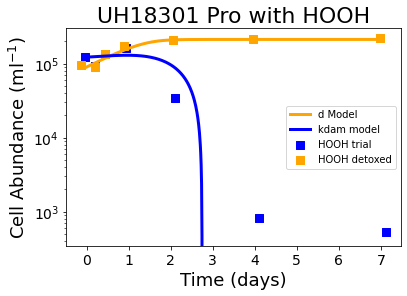 UH18301 Pro with HOOH
Cell Abundance (ml⁻¹)
10⁵
10⁴
10³
d Model
kdam model
HOOH trial
HOOH detoxed
0 1 2 3 4 5 6 7
Time (days)